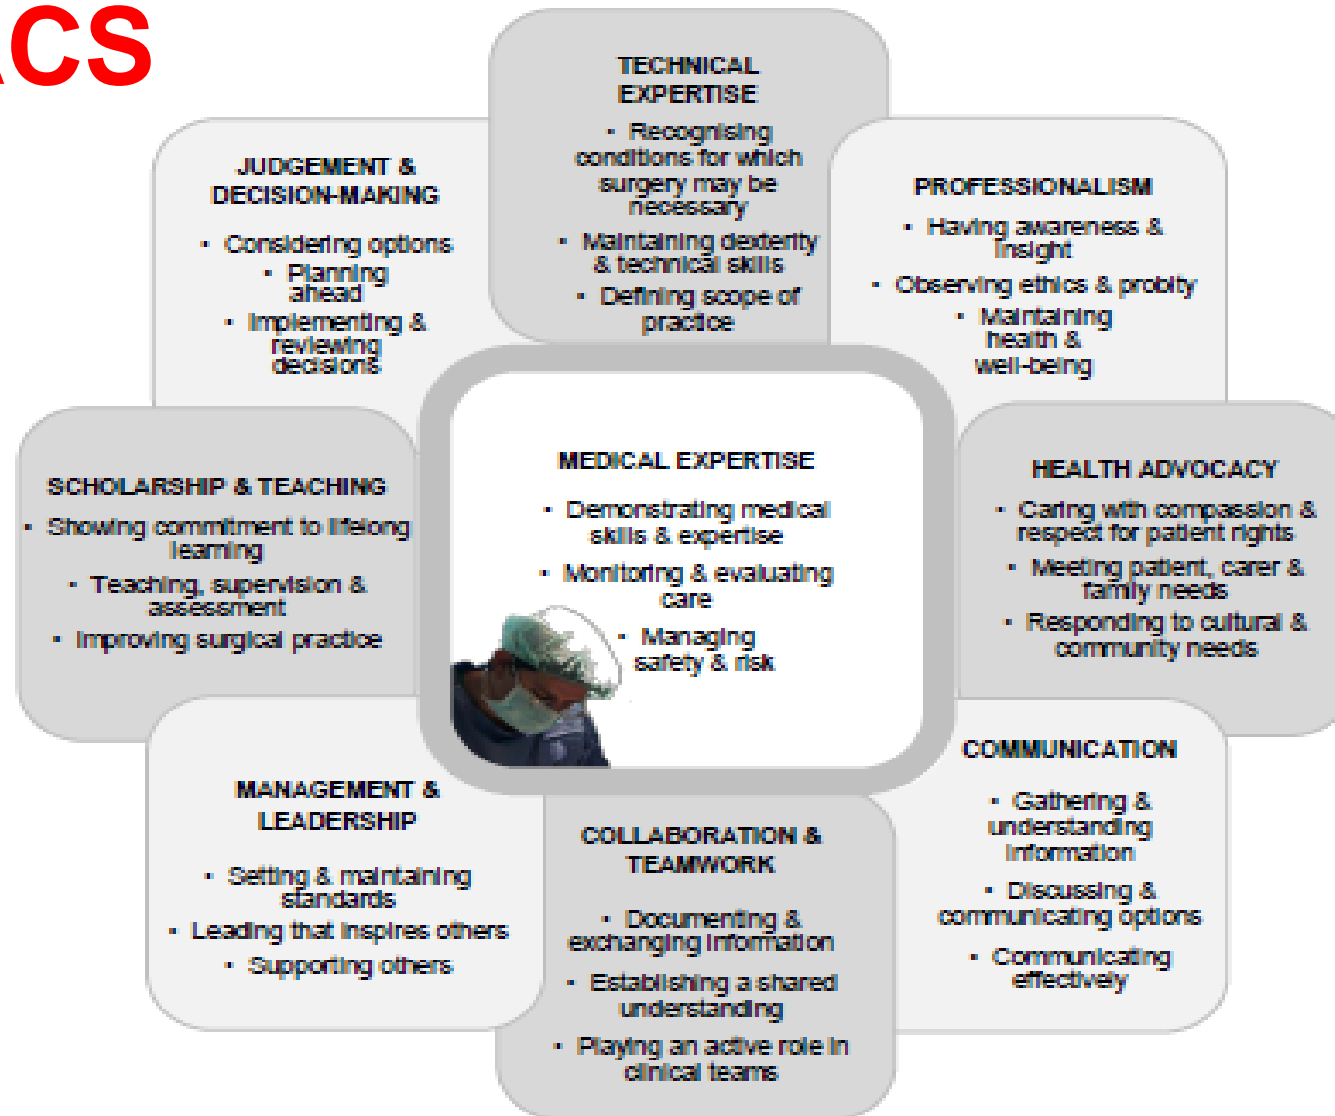 ACS
TECHNICAL
EXPERTISE
• Recognising
conditions for which
surgery may be
necessary
• Maintaining dexterity
& technical skills
• Defining scope of
practice
JUDGEMENT &
DECISION-MAKING
• Considering options
• Planning
ahead
• Implementing &
reviewing
decisions
PROFESSIONALISM
• Having awareness &
insight
• Observing ethics & probity
• Maintaining
health &
well-being
SCHOLARSHIP & TEACHING
• Showing commitment to lifelong
learning
• Teaching, supervision &
assessment
• Improving surgical practice
MEDICAL EXPERTISE
• Demonstrating medical
skills & expertise
• Monitoring & evaluating
care
• Managing
safety & risk
HEALTH ADVOCACY
• Caring with compassion &
respect for patient rights
• Meeting patient, carer &
family needs
• Responding to cultural &
community needs
MANAGEMENT &
LEADERSHIP
• Setting & maintaining
standards
• Leading that inspires others
• Supporting others
COLLABORATION &
TEAMWORK
• Documenting &
exchanging information
• Establishing a shared
understanding
• Playing an active role in
clinical teams
COMMUNICATION
• Gathering &
understanding
information
• Discussing &
communicating options
• Communicating
effectively